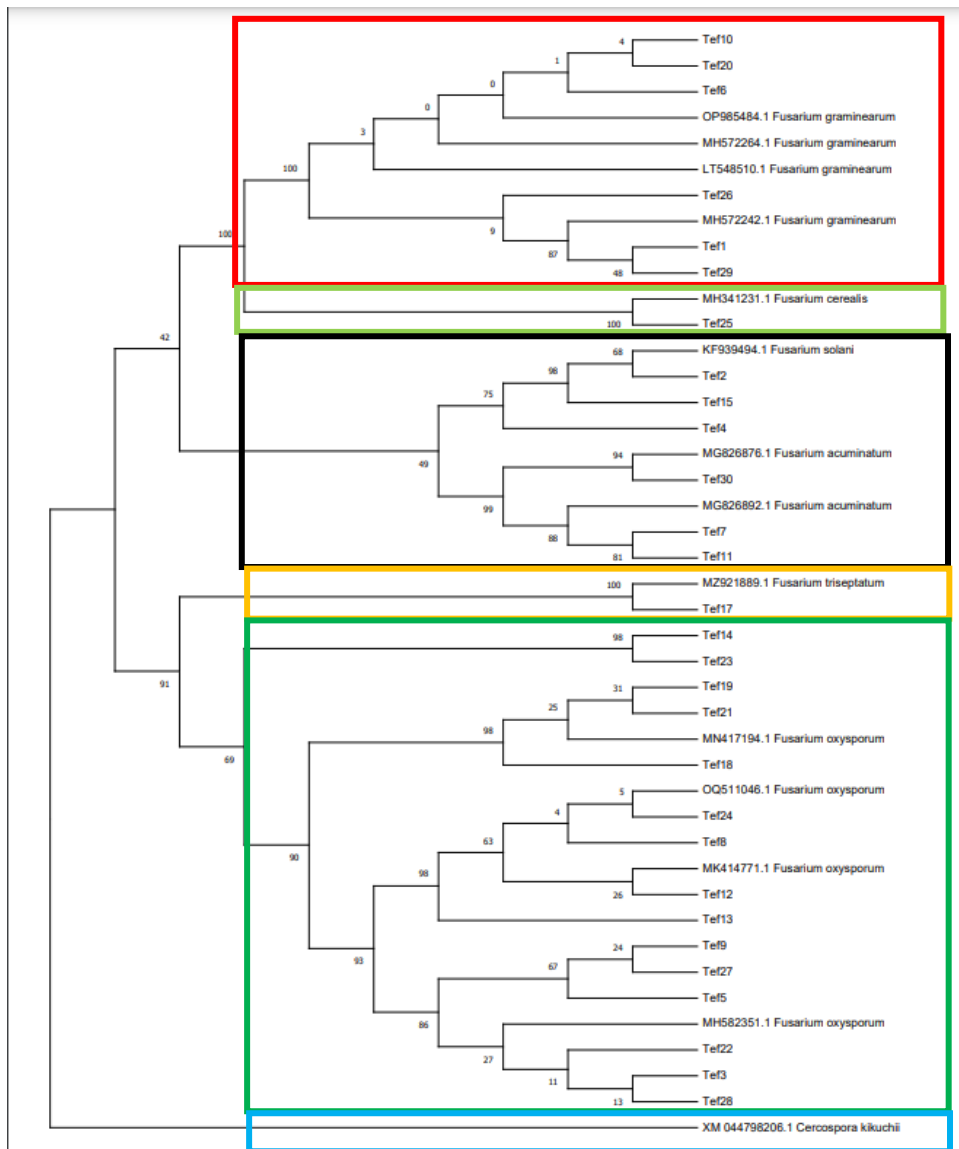 4
Tef10
Tef20
1
Tef6
0
OP985484.1 Fusarium graminearum
0
MH572264.1 Fusarium graminearum
3
LT548510.1 Fusarium graminearum
100
Tef26
MH572242.1 Fusarium graminearum
9
Tef1
87
Tef29
48
100
MH341231.1 Fusarium cerealis
Tef25
100
42
KF939494.1 Fusarium solani
68
Tef2
98
Tef15
75
Tef4
49
MG826876.1 Fusarium acuminatum
94
Tef30
99
MG826892.1 Fusarium acuminatum
Tef7
88
Tef11
81
MZ921889.1 Fusarium triseptatum
100
Tef17
91
Tef14
98
Tef23
69
Tef19
31
Tef21
25
MN417194.1 Fusarium oxysporum
98
Tef18
90
OQ511046.1 Fusarium oxysporum
5
Tef24
4
Tef8
63
MK414771.1 Fusarium oxysporum
98
Tef12
26
Tef13
93
Tef9
24
Tef27
67
Tef5
86
MH582351.1 Fusarium oxysporum
27
Tef22
Tef3
11
Tef28
13
XM 044798206.1 Cercospora kikuchii